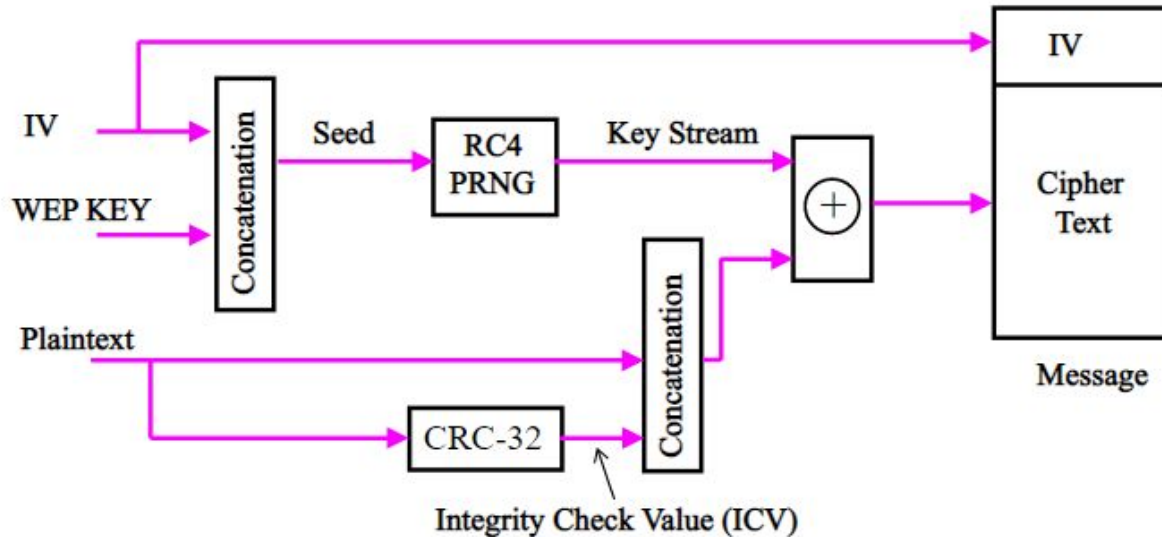 IV
IV
Concatenation
Seed
RC4
PRNG
Key Stream
+
Cipher
Text
WEP KEY
Concatenation
Plaintext
CRC-32
Message
Integrity Check Value (ICV)